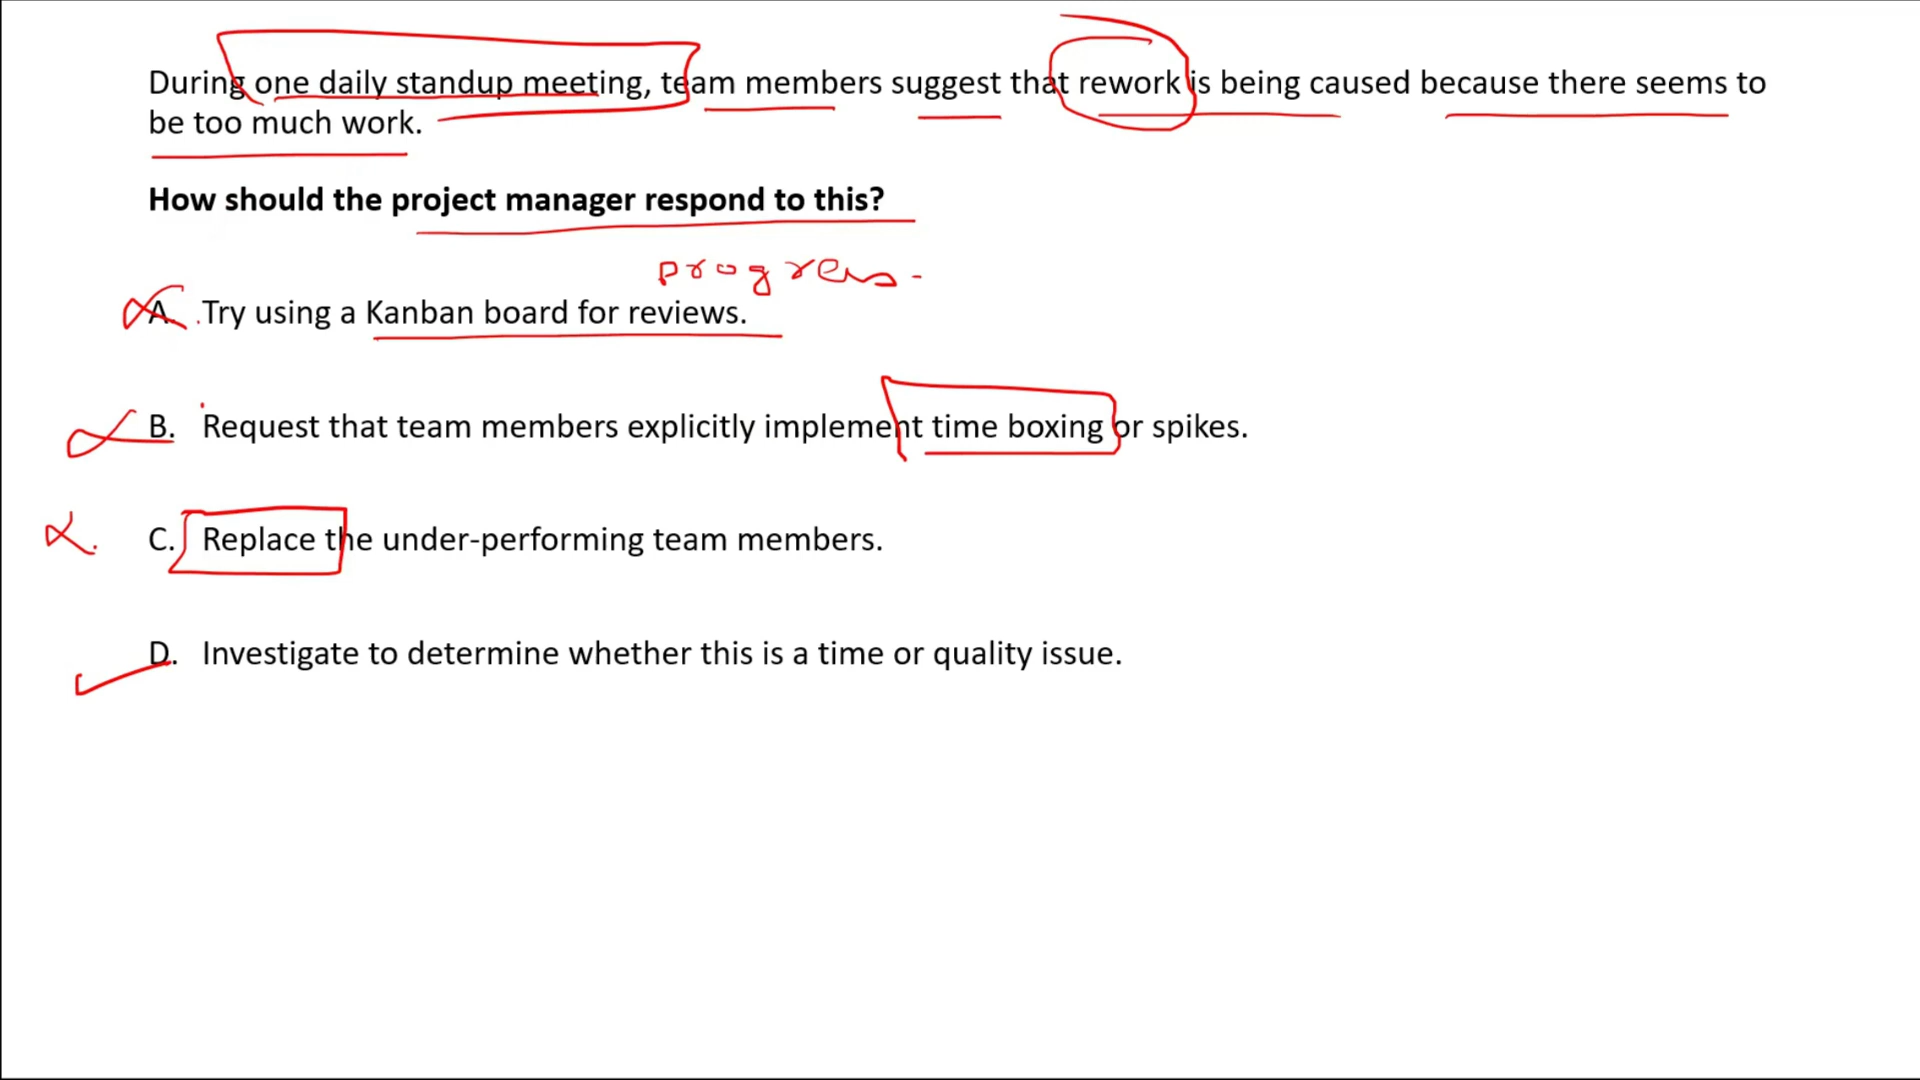 During one daily standup meeting, team members suggest that rework is being caused because there seems to
be too much work.
How should the project manager respond to this?
progress -
A. Try using a Kanban board for reviews.
B. Request that team members explicitly implement time boxing or spikes.
C. Replace the under-performing team members.
D. Investigate to determine whether this is a time or quality issue.